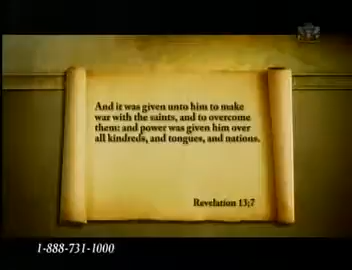 And it was given unto him to make
war with the saints, and to overcome
them: and power was given him over
all kindreds, and tongues, and nations.
Revelation 13;7
1-888-731-1000